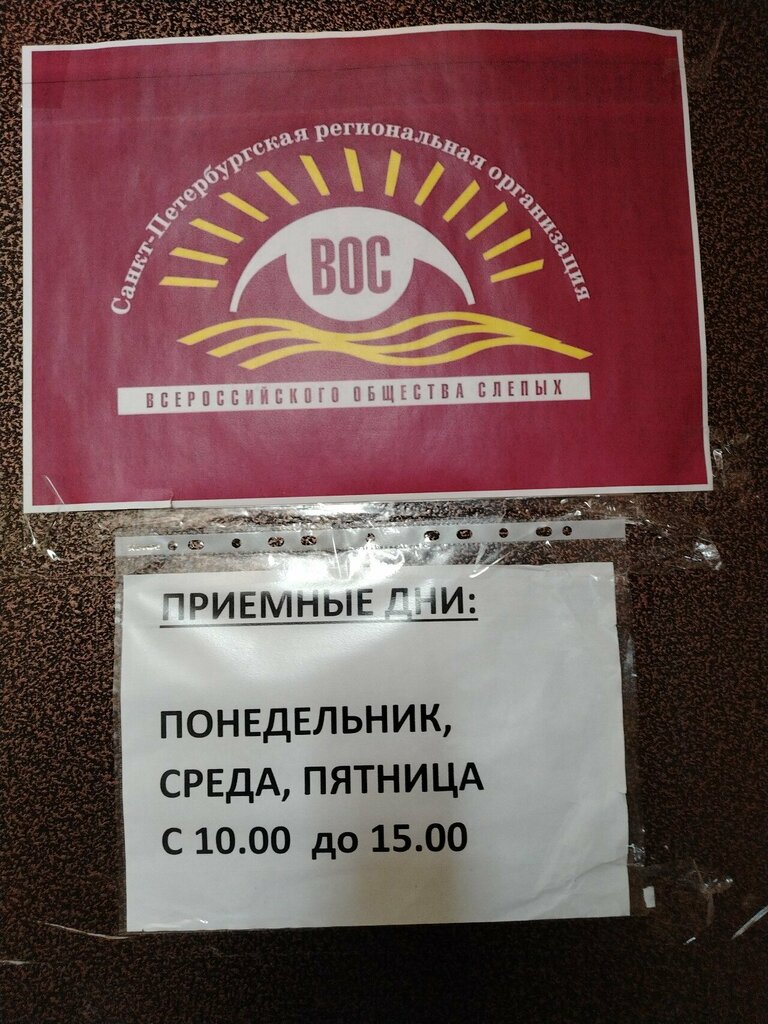 Санкт-Петербургская региональная организация
ВОС
ВСЕРОССИЙСКОГО ОБЩЕСТВА СЛЕПЫХ
ПРИЕМНЫЕ ДНИ:
ПОНЕДЕЛЬНИК,
СРЕДА, ПЯТНИЦА
С 10.00 до 15.00